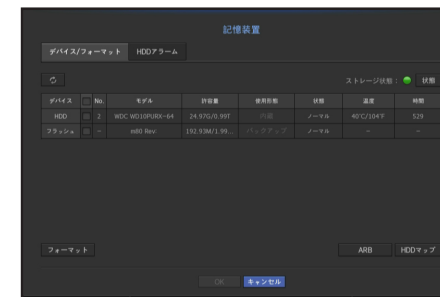 記憶装置
デバイス/フォーマット HDDアラーム
ストレージ状態 : 状態
デバイス No. モデル 許容量 使用形態 状態 温度 時間
HDD 2 WDC WD10PURX-64 24.97G/0.99T 内蔵 ノーマル 40℃/104℉ 529
フラッシュ - m80 Rev: 192.93M/1.99... バックアップ ノーマル - -
フォーマット ARB HDDマップ
OK キャンセル